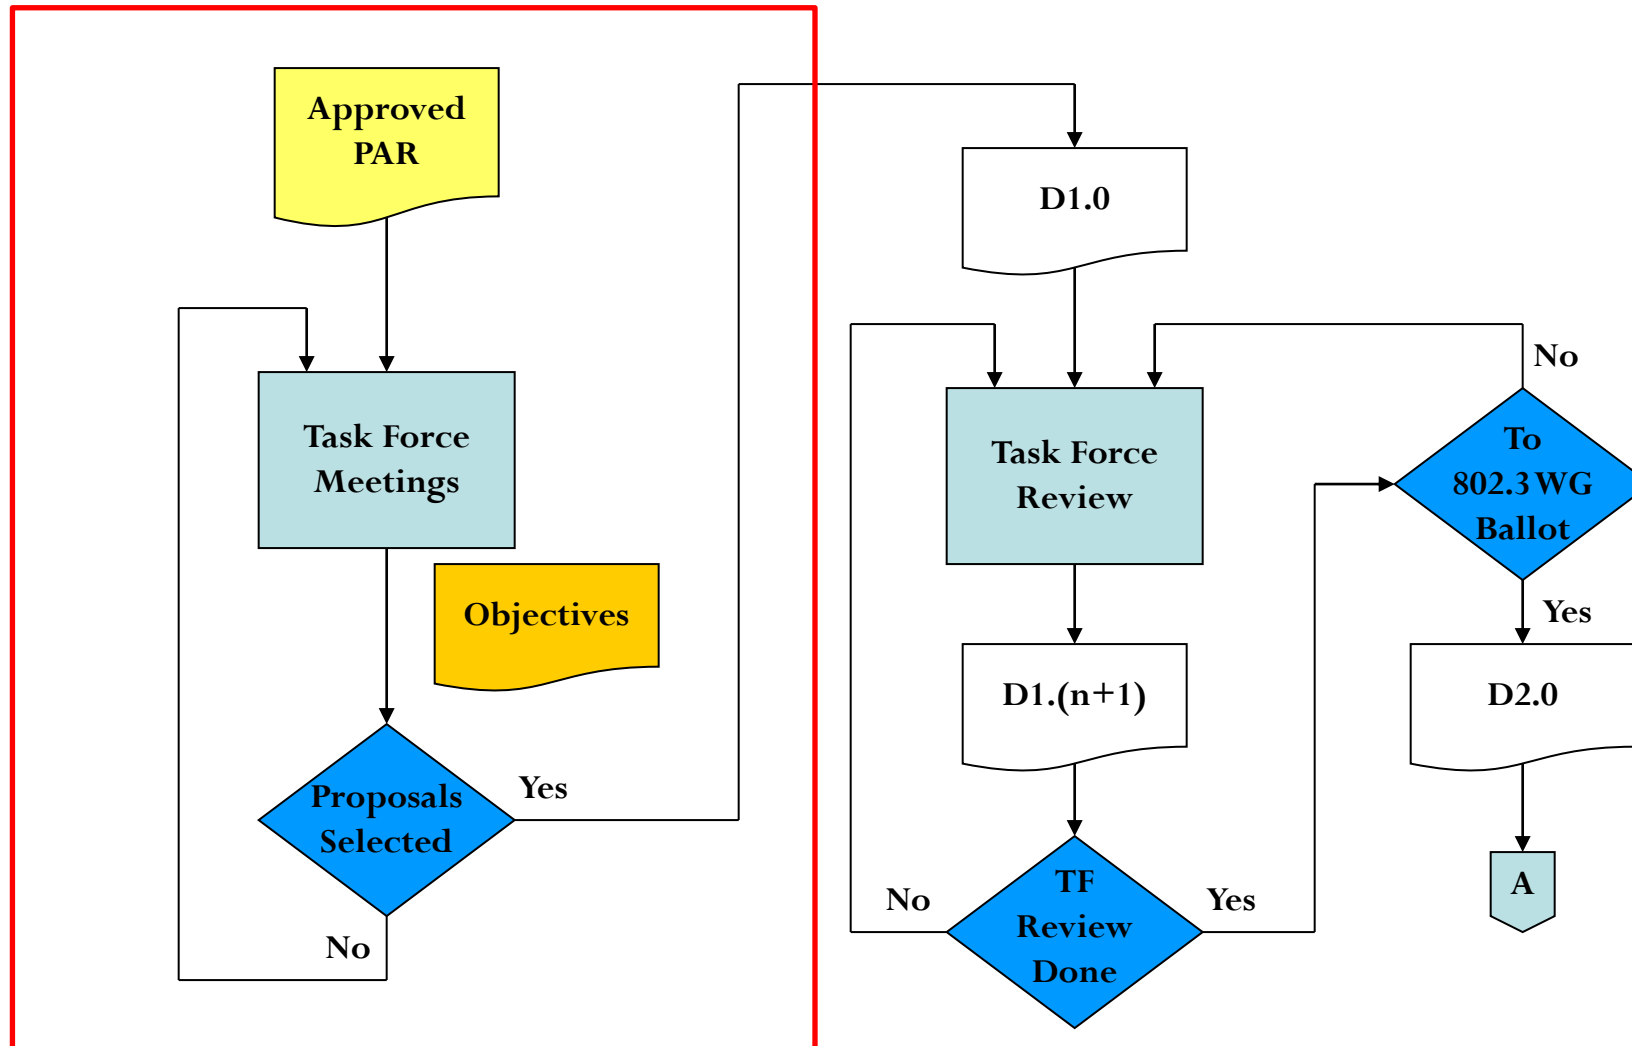 Approved
PAR
Task Force
Meetings
Objectives
Proposals
Selected
Yes
No
D1.0
Task Force
Review
D1.(n+1)
TF
Review
Done
No
Yes
To
802.3 WG
Ballot
No
Yes
D2.0
A